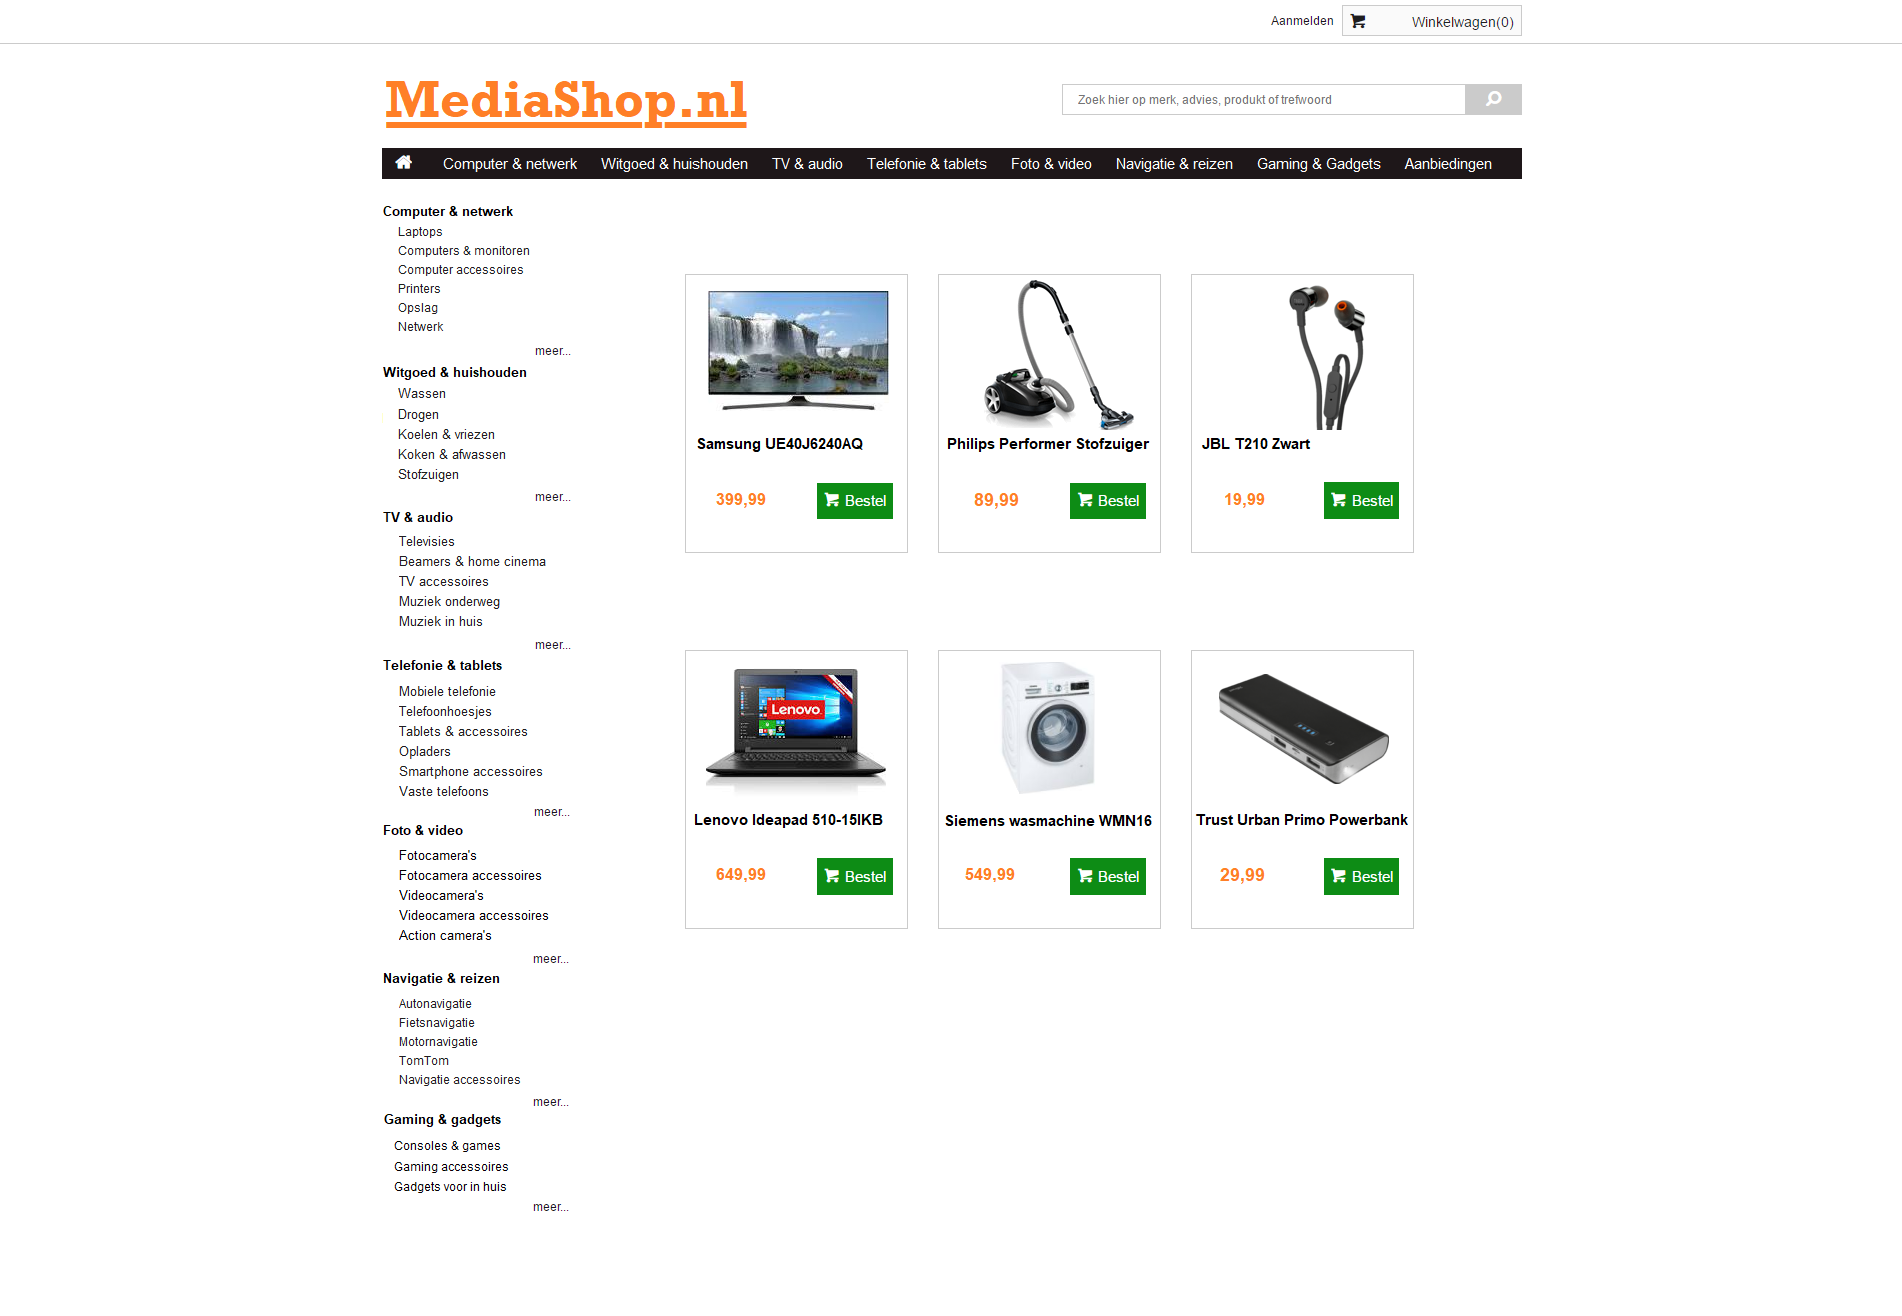 Aanmelden
Winkelwagen(0)
MediaShop.nl
Zoek hier op merk, advies, produkt of trefwoord
Computer & netwerk Witgoed & huishouden TV & audio Telefonie & tablets Foto & video Navigatie & reizen Gaming & Gadgets Aanbiedingen
Computer & netwerk
Laptops
Computers & monitoren
Computer accessoires
Printers
Opslag
Netwerk
meer...
Witgoed & huishouden
Wassen
Drogen
Koelen & vriezen
Koken & afwassen
Stofzuigen
meer...
TV & audio
Televisies
Beamers & home cinema
TV accessoires
Muziek onderweg
Muziek in huis
meer...
Telefonie & tablets
Mobiele telefonie
Telefoonhoesjes
Tablets & accessoires
Opladers
Smartphone accessoires
Vaste telefoons
meer...
Foto & video
Fotocamera's
Fotocamera accessoires
Videocamera's
Videocamera accessoires
Action camera's
meer...
Navigatie & reizen
Autonavigatie
Fietsnavigatie
Motornavigatie
TomTom
Navigatie accessoires
meer...
Gaming & gadgets
Consoles & games
Gaming accessoires
Gadgets voor in huis
meer...
Samsung UE40J6240AQ
399,99
Bestel
Philips Performer Stofzuiger
89,99
Bestel
JBL T210 Zwart
19,99
Bestel
Lenovo
Lenovo Ideapad 510-15IKB
649,99
Bestel
Siemens wasmachine WMN16
549,99
Bestel
Trust Urban Primo Powerbank
29,99
Bestel